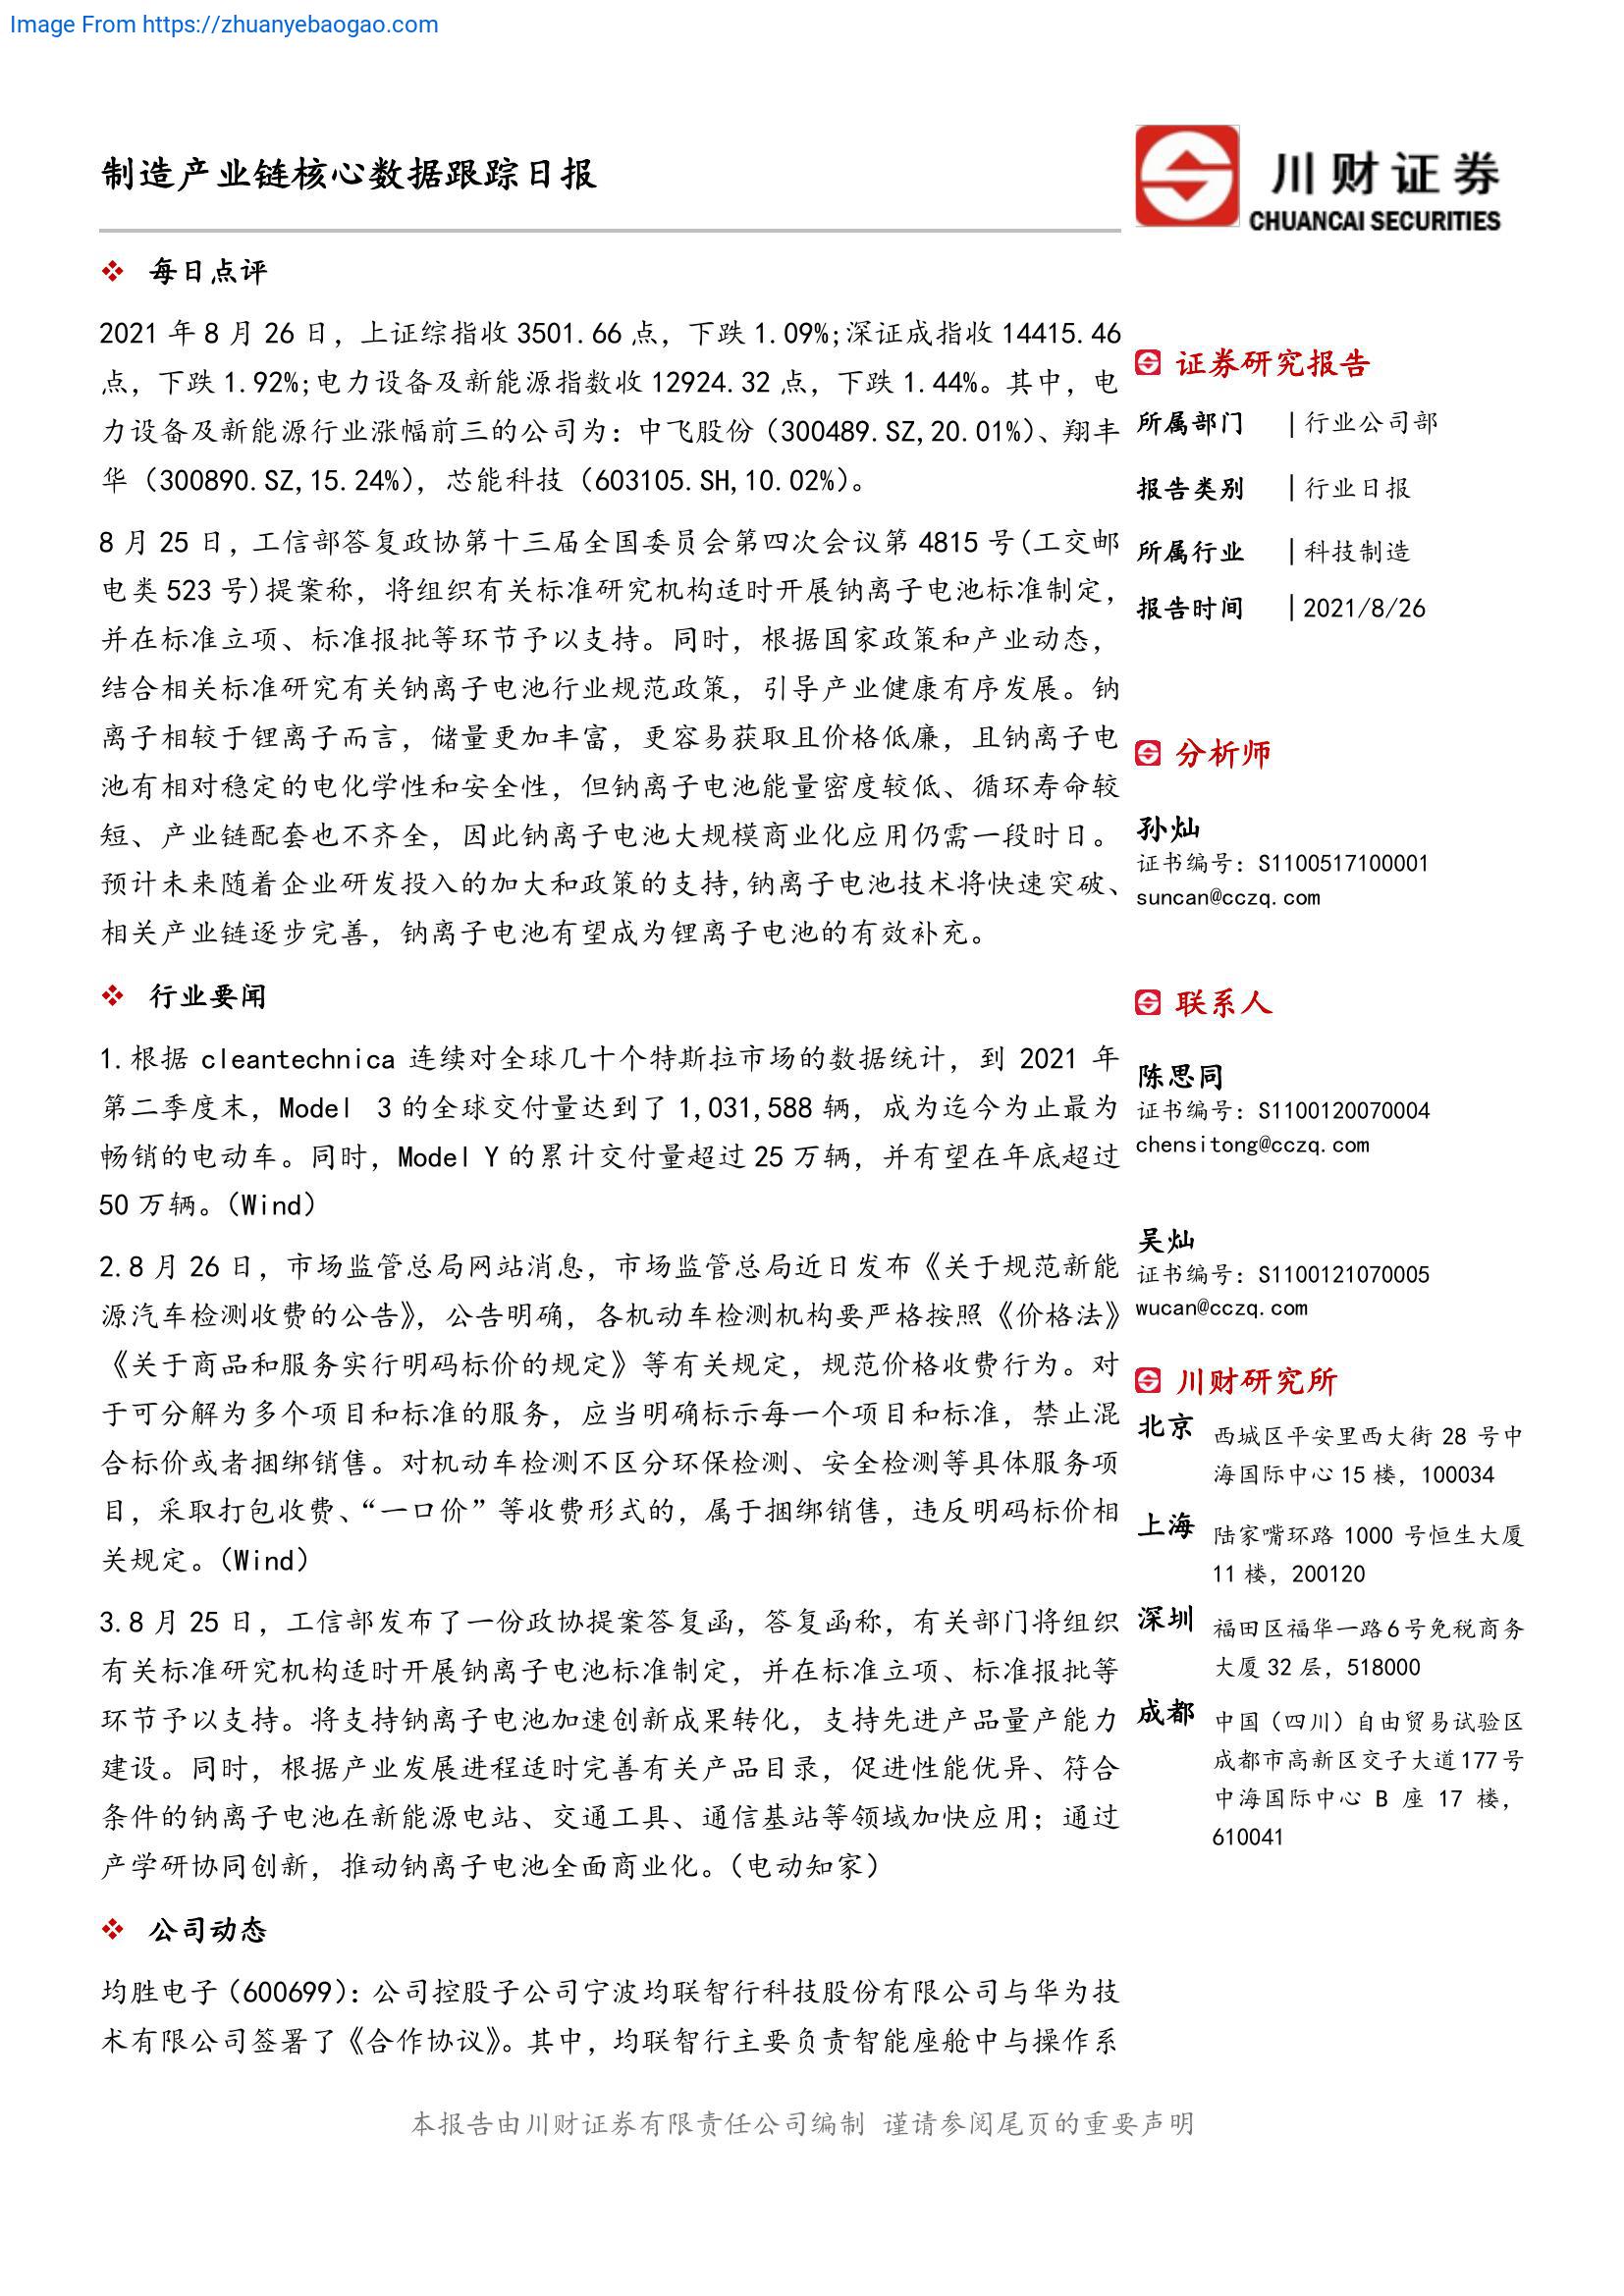 Image From https://zhuanyebaogao.com
制造产业链核心数据跟踪日报
川财证券
CHUANCAI SECURITIES
每日点评
2021 年 8 月 26 日，上证综指收 3501.66 点，下跌 1.09%;深证成指收 14415.46
点，下跌 1.92%;电力设备及新能源指数收 12924.32 点，下跌 1.44%。其中，电
力设备及新能源行业涨幅前三的公司为：中飞股份（300489.SZ,20.01%）、翔丰
华（300890.SZ,15.24%），芯能科技（603105.SH,10.02%）。
8 月 25 日，工信部答复政协第十三届全国委员会第四次会议第 4815 号(工交邮
电类 523 号)提案称，将组织有关标准研究机构适时开展钠离子电池标准制定，
并在标准立项、标准报批等环节予以支持。同时，根据国家政策和产业动态，
结合相关标准研究有关钠离子电池行业规范政策，引导产业健康有序发展。钠
离子相较于锂离子而言，储量更加丰富，更容易获取且价格低廉，且钠离子电
池有相对稳定的电化学性和安全性，但钠离子电池能量密度较低、循环寿命较
短、产业链配套也不齐全，因此钠离子电池大规模商业化应用仍需一段时日。
预计未来随着企业研发投入的加大和政策的支持,钠离子电池技术将快速突破、
相关产业链逐步完善，钠离子电池有望成为锂离子电池的有效补充。
行业要闻
1.根据 cleantechnica 连续对全球几十个特斯拉市场的数据统计，到 2021 年
第二季度末，Model 3 的全球交付量达到了 1,031,588 辆，成为迄今为止最为
畅销的电动车。同时，Model Y 的累计交付量超过 25 万辆，并有望在年底超过
50 万辆。（Wind）
2.8 月 26 日，市场监管总局网站消息，市场监管总局近日发布《关于规范新能
源汽车检测收费的公告》，公告明确，各机动车检测机构要严格按照《价格法》
《关于商品和服务实行明码标价的规定》等有关规定，规范价格收费行为。对
于可分解为多个项目和标准的服务，应当明确标示每一个项目和标准，禁止混
合标价或者捆绑销售。对机动车检测不区分环保检测、安全检测等具体服务项
目，采取打包收费、“一口价”等收费形式的，属于捆绑销售，违反明码标价相
关规定。（Wind）
3.8 月 25 日，工信部发布了一份政协提案答复函，答复函称，有关部门将组织
有关标准研究机构适时开展钠离子电池标准制定，并在标准立项、标准报批等
环节予以支持。将支持钠离子电池加速创新成果转化，支持先进产品量产能力
建设。同时，根据产业发展进程适时完善有关产品目录，促进性能优异、符合
条件的钠离子电池在新能源电站、交通工具、通信基站等领域加快应用；通过
产学研协同创新，推动钠离子电池全面商业化。（电动知家）
公司动态
均胜电子（600699）：公司控股子公司宁波均联智行科技股份有限公司与华为技
术有限公司签署了《合作协议》。其中，均联智行主要负责智能座舱中与操作系
证券研究报告
所属部门 | 行业公司部
报告类别 | 行业日报
所属行业 | 科技制造
报告时间 | 2021/8/26
分析师
孙灿
证书编号：S1100517100001
suncan@cczq.com
联系人
陈思同
证书编号：S1100120070004
chensitong@cczq.com
吴灿
证书编号：S1100121070005
wucan@cczq.com
川财研究所
北京 西城区平安里西大街 28 号中
海国际中心 15 楼，100034
上海 陆家嘴环路 1000 号恒生大厦
11 楼，200120
深圳 福田区福华一路 6 号免税商务
大厦 32 层，518000
成都 中国（四川）自由贸易试验区
成都市高新区交子大道 177 号
中海国际中心 B 座 17 楼，
610041
本报告由川财证券有限责任公司编制 谨请参阅尾页的重要声明